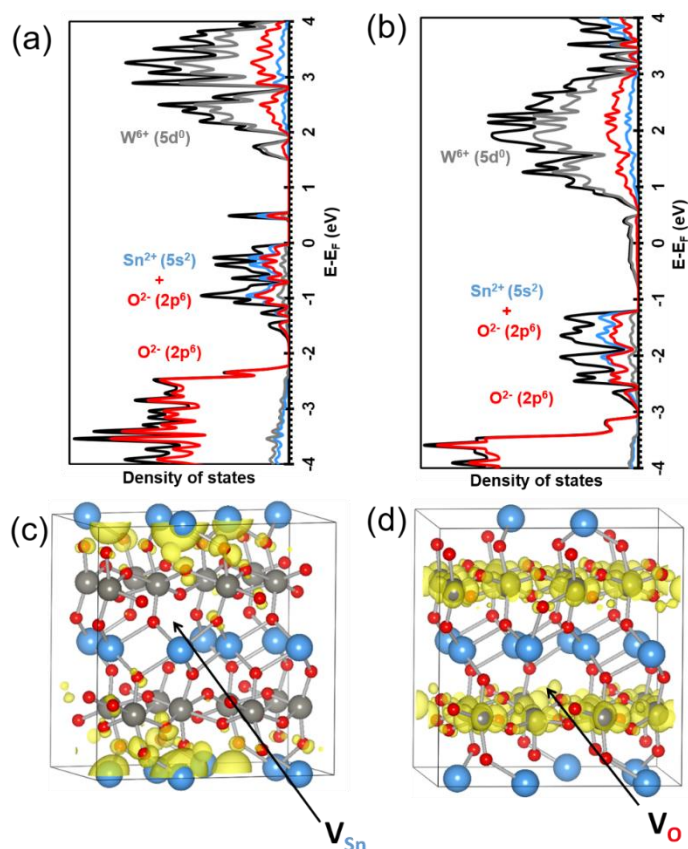 (a)
4
3
2
1
0
-1
-2
-3
-4
E-E_F (eV)
W⁶⁺ (5d⁰)
Sn²⁺ (5s²)
+
O²⁻ (2p⁶)
O²⁻ (2p⁶)
Density of states
(b)
4
3
2
1
0
-1
-2
-3
-4
E-E_F (eV)
W⁶⁺ (5d⁰)
Sn²⁺ (5s²)
+
O²⁻ (2p⁶)
O²⁻ (2p⁶)
Density of states
(c)
V_Sn
(d)
V_O